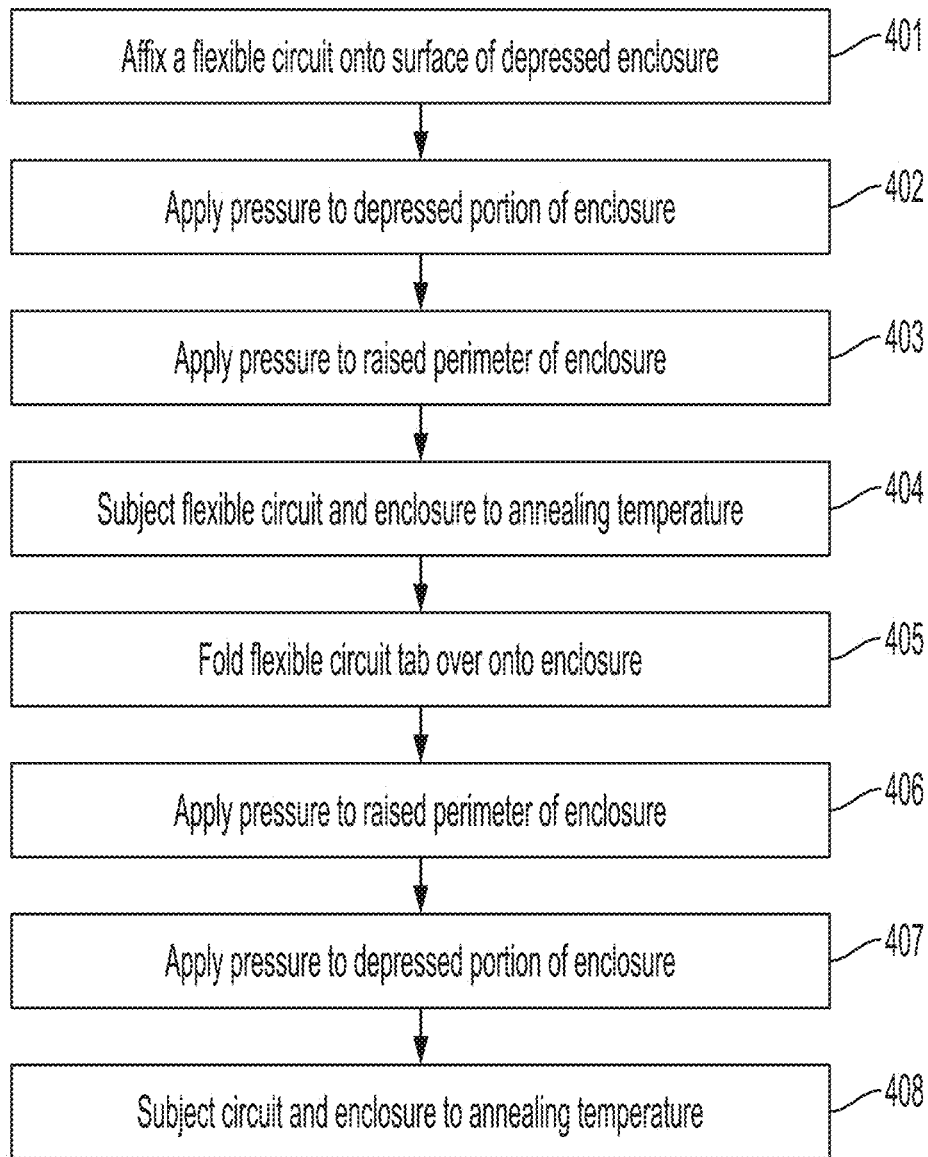 Affix a flexible circuit onto surface of depressed enclosure
401
Apply pressure to depressed portion of enclosure
402
Apply pressure to raised perimeter of enclosure
403
Subject flexible circuit and enclosure to annealing temperature
404
Fold flexible circuit tab over onto enclosure
405
Apply pressure to raised perimeter of enclosure
406
Apply pressure to depressed portion of enclosure
407
Subject circuit and enclosure to annealing temperature
408